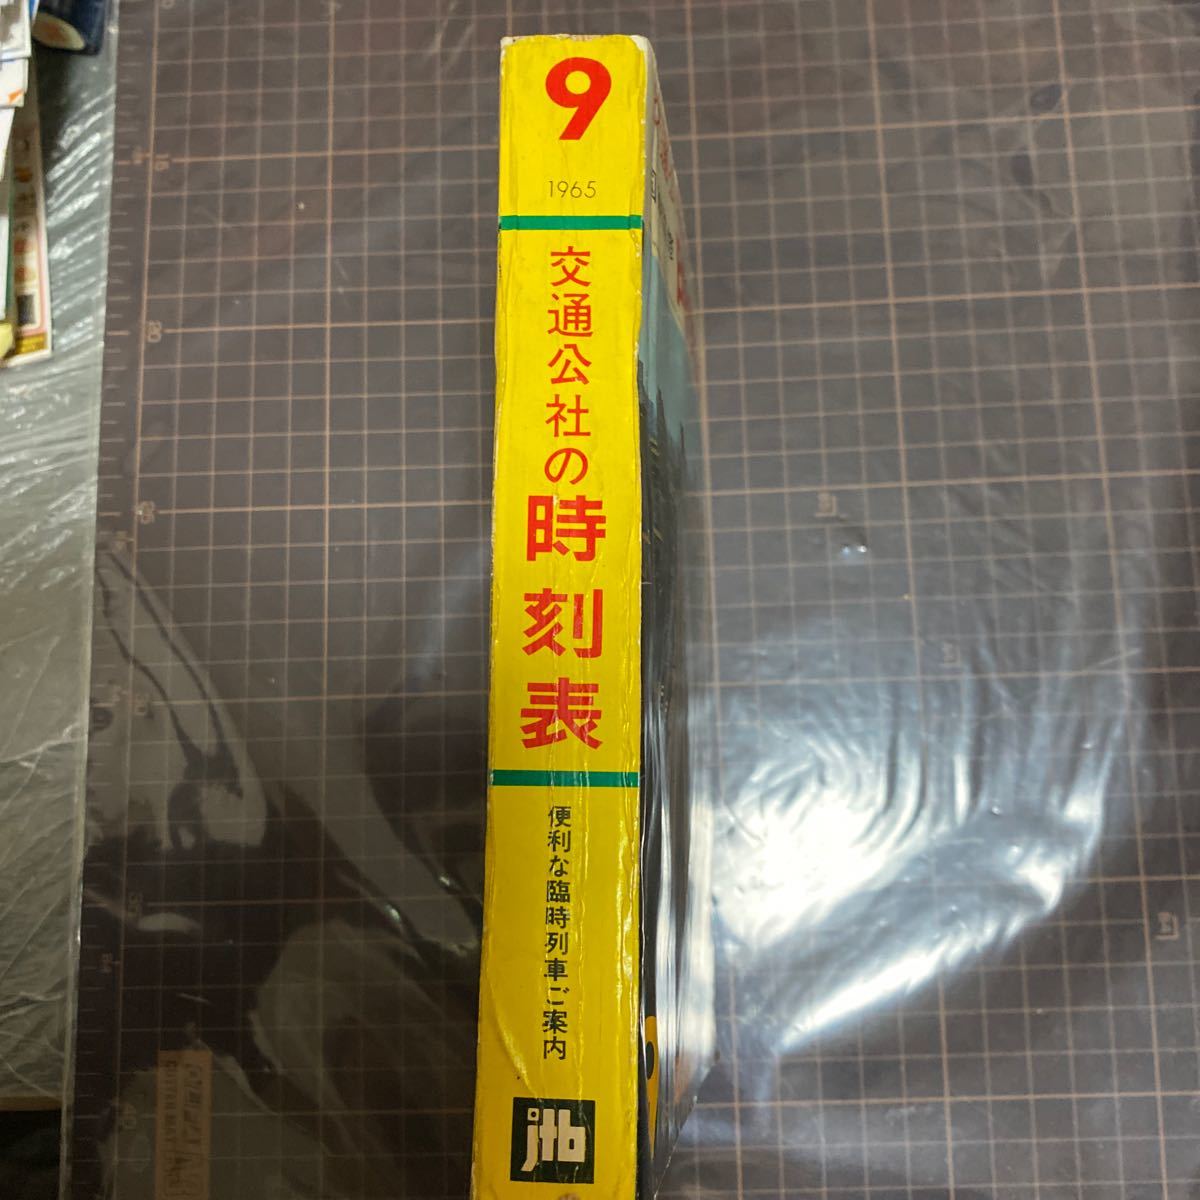 9
1965
交通公社の時刻表
便利な臨時列車ご案内
jtb